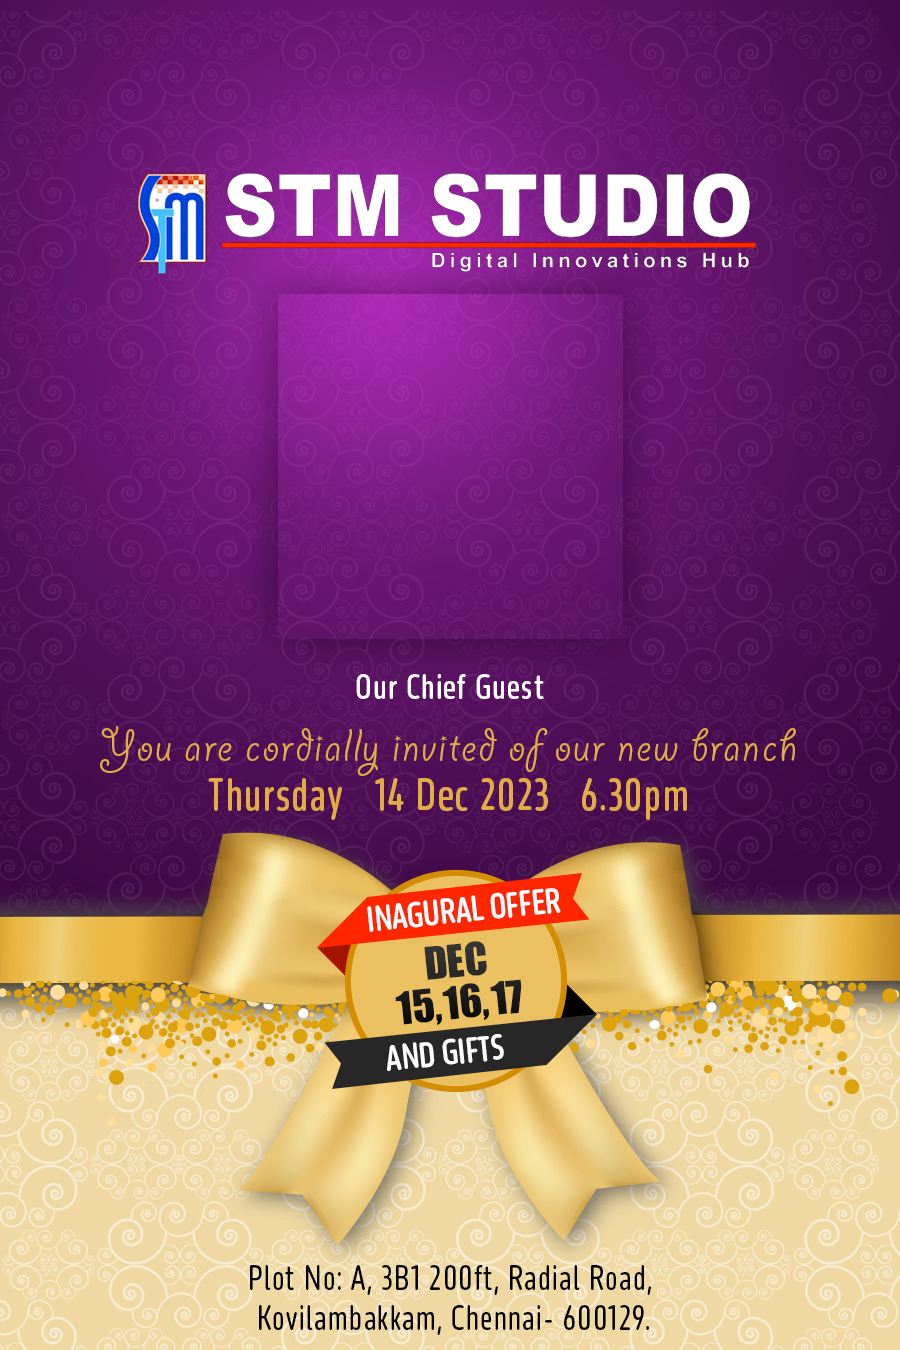 STm
STM STUDIO
Digital Innovations Hub
Our Chief Guest
You are cordially invited of our new branch
Thursday 14 Dec 2023 6.30pm
INAGURAL OFFER
DEC
15,16,17
AND GIFTS
Plot No: A, 3B1 200ft, Radial Road,
Kovilambakkam, Chennai- 600129.